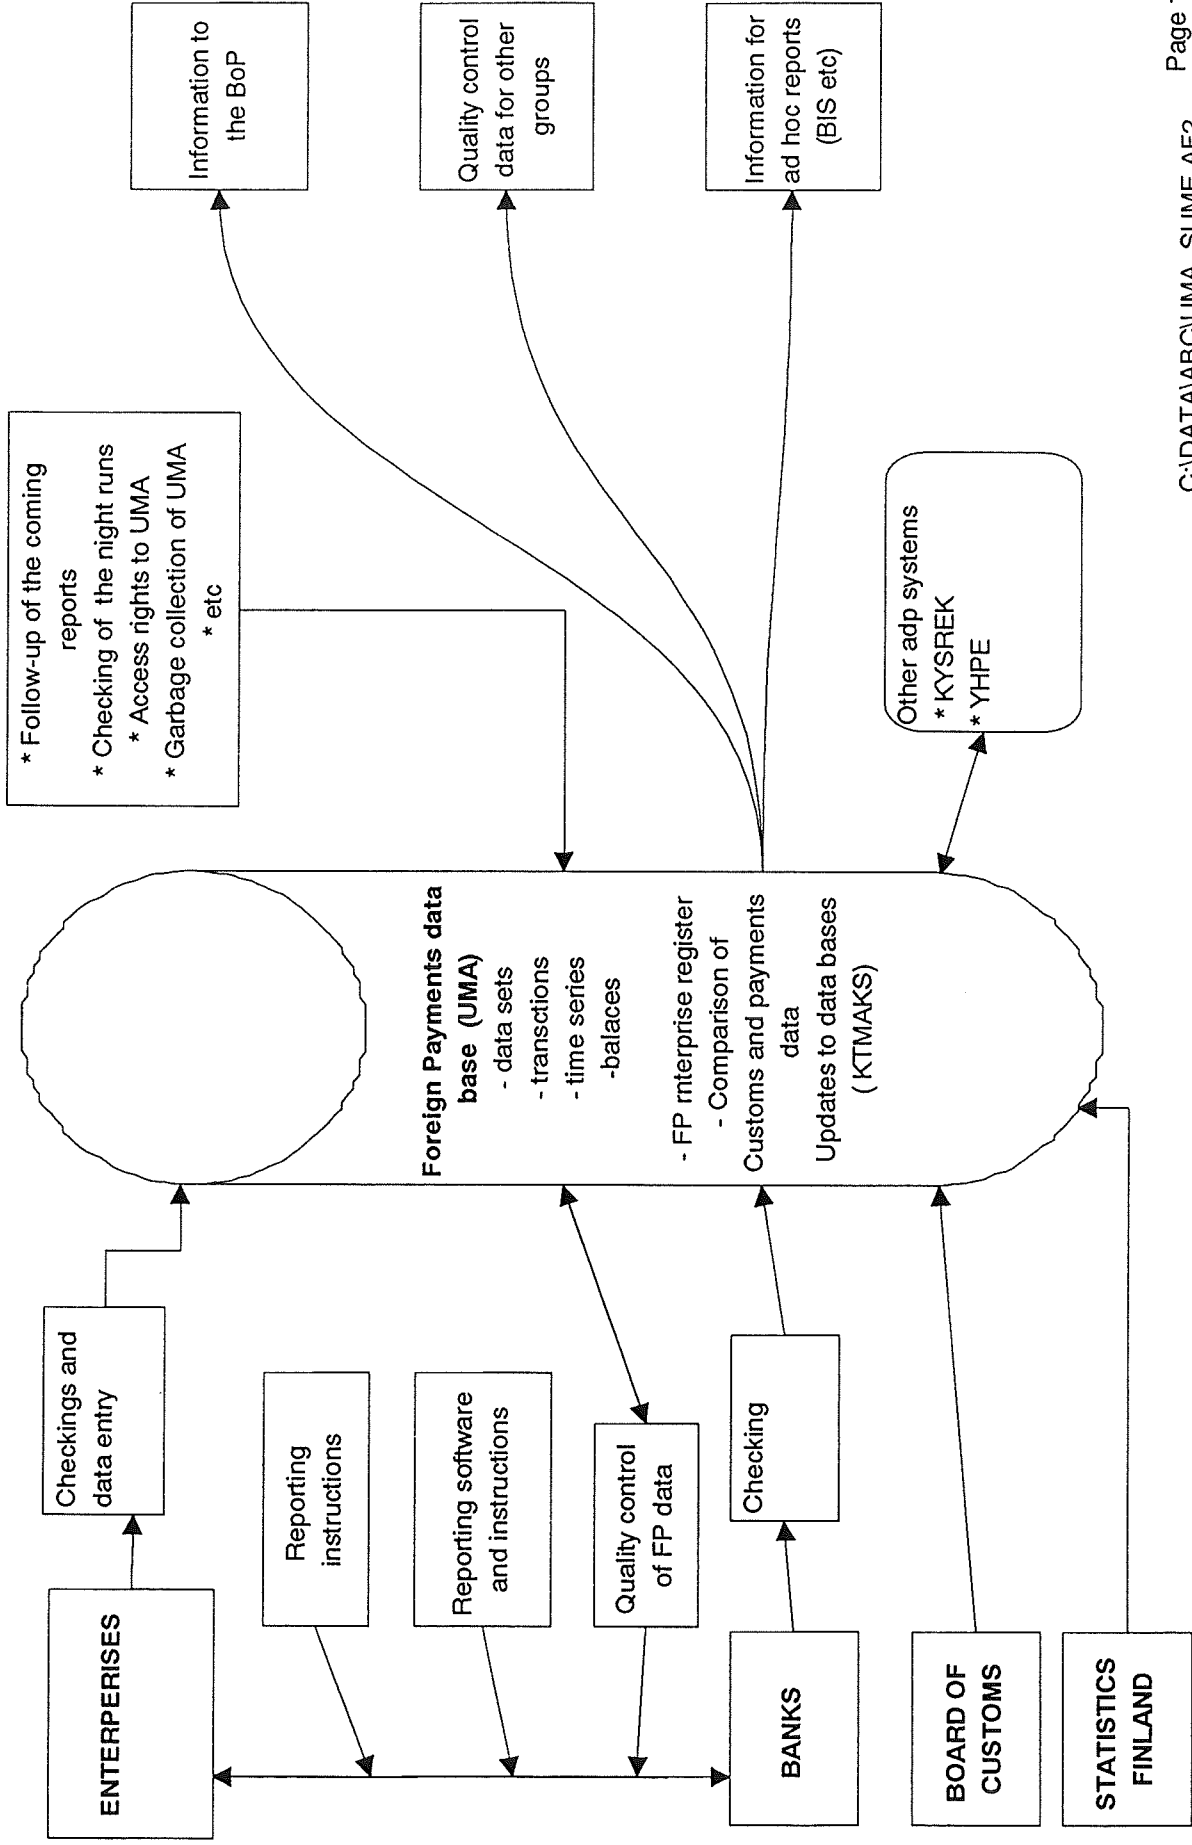 ENTERPERISES
Checkings and
data entry
* Follow-up of the coming
reports
* Checking of the night runs
* Access rights to UMA
* Garbage collection of UMA
* etc
Information to
the BoP
Reporting
instructions
Reporting software
and instructions
Quality control
of FP data
Foreign Payments data
base (UMA)
- data sets
- transctions
- time series
-balaces
- FP rnterprise register
- Comparison of
Customs and payments
data
Updates to data bases
( KTMAKS)
Quality control
data for other
groups
BANKS
Checking
Information for
ad hoc reports
(BIS etc)
Other adp systems
* KYSREK
* YHPE
BOARD OF
CUSTOMS
STATISTICS
FINLAND
Page